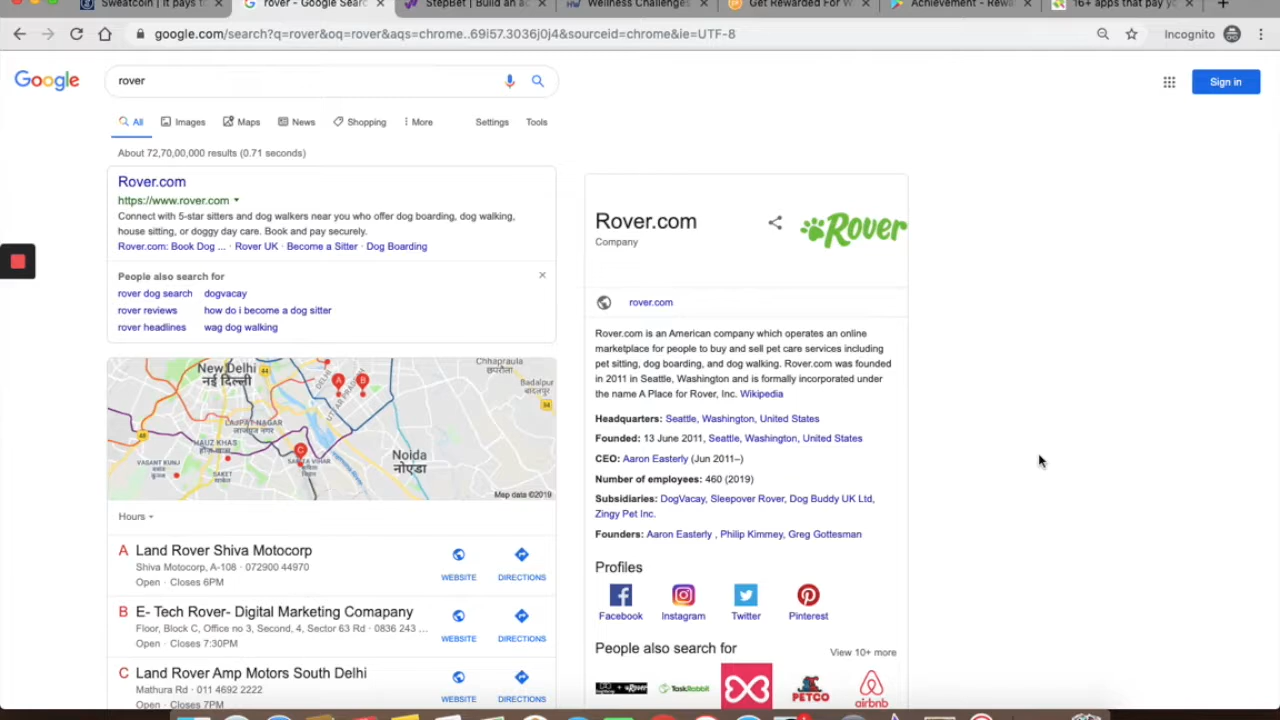 Sweatcoin | It pays to
rover - Google Sear
StepBet | Build an ac
Wellness Challenges
Get Rewarded For W
Achievement - Rewa
16+ apps that pay yo
google.com/search?q=rover&oq=rover&aqs=chrome..69i57.3036j0j4&sourceid=chrome&ie=UTF-8
Incognito
Google
rover
Sign in
All Images Maps News Shopping More Settings Tools
About 72,70,00,000 results (0.71 seconds)
Rover.com
https://www.rover.com
Connect with 5-star sitters and dog walkers near you who offer dog boarding, dog walking,
house sitting, or doggy day care. Book and pay securely.
Rover.com: Book Dog ... · Rover UK · Become a Sitter · Dog Boarding
People also search for
rover dog search dogvacay
rover reviews how do i become a dog sitter
rover headlines wag dog walking
New Delhi
नई दिल्ली
44
A
B
Chhapraula
छपरौला
Badalpur
बादलपुर
LAJPAT NAGAR
HAUZ KHAS
C
SARITA VIHAR
VASANT KUNJ
SAKET
Noida
नोएडा
48
Map data ©2019
Hours
A Land Rover Shiva Motocorp
Shiva Motocorp, A-108 · 072900 44970
Open · Closes 6PM
WEBSITE DIRECTIONS
B E- Tech Rover- Digital Marketing Comapany
Floor, Block C, Office no 3, Second, 4, Sector 63 Rd · 0836 243 ...
Open · Closes 7:30PM
WEBSITE DIRECTIONS
C Land Rover Amp Motors South Delhi
Mathura Rd · 011 4692 2222
Open · Closes 7PM
WEBSITE DIRECTIONS
Rover.com
Company
Rover
rover.com
Rover.com is an American company which operates an online
marketplace for people to buy and sell pet care services including
pet sitting, dog boarding, and dog walking. Rover.com was founded
in 2011 in Seattle, Washington and is formally incorporated under
the name A Place for Rover, Inc. Wikipedia
Headquarters: Seattle, Washington, United States
Founded: 13 June 2011, Seattle, Washington, United States
CEO: Aaron Easterly (Jun 2011–)
Number of employees: 460 (2019)
Subsidiaries: DogVacay, Sleepover Rover, Dog Buddy UK Ltd,
Zingy Pet Inc.
Founders: Aaron Easterly , Philip Kimmey, Greg Gottesman
Profiles
Facebook Instagram Twitter Pinterest
People also search for View 10+ more
TaskRabbit
PETCO
airbnb